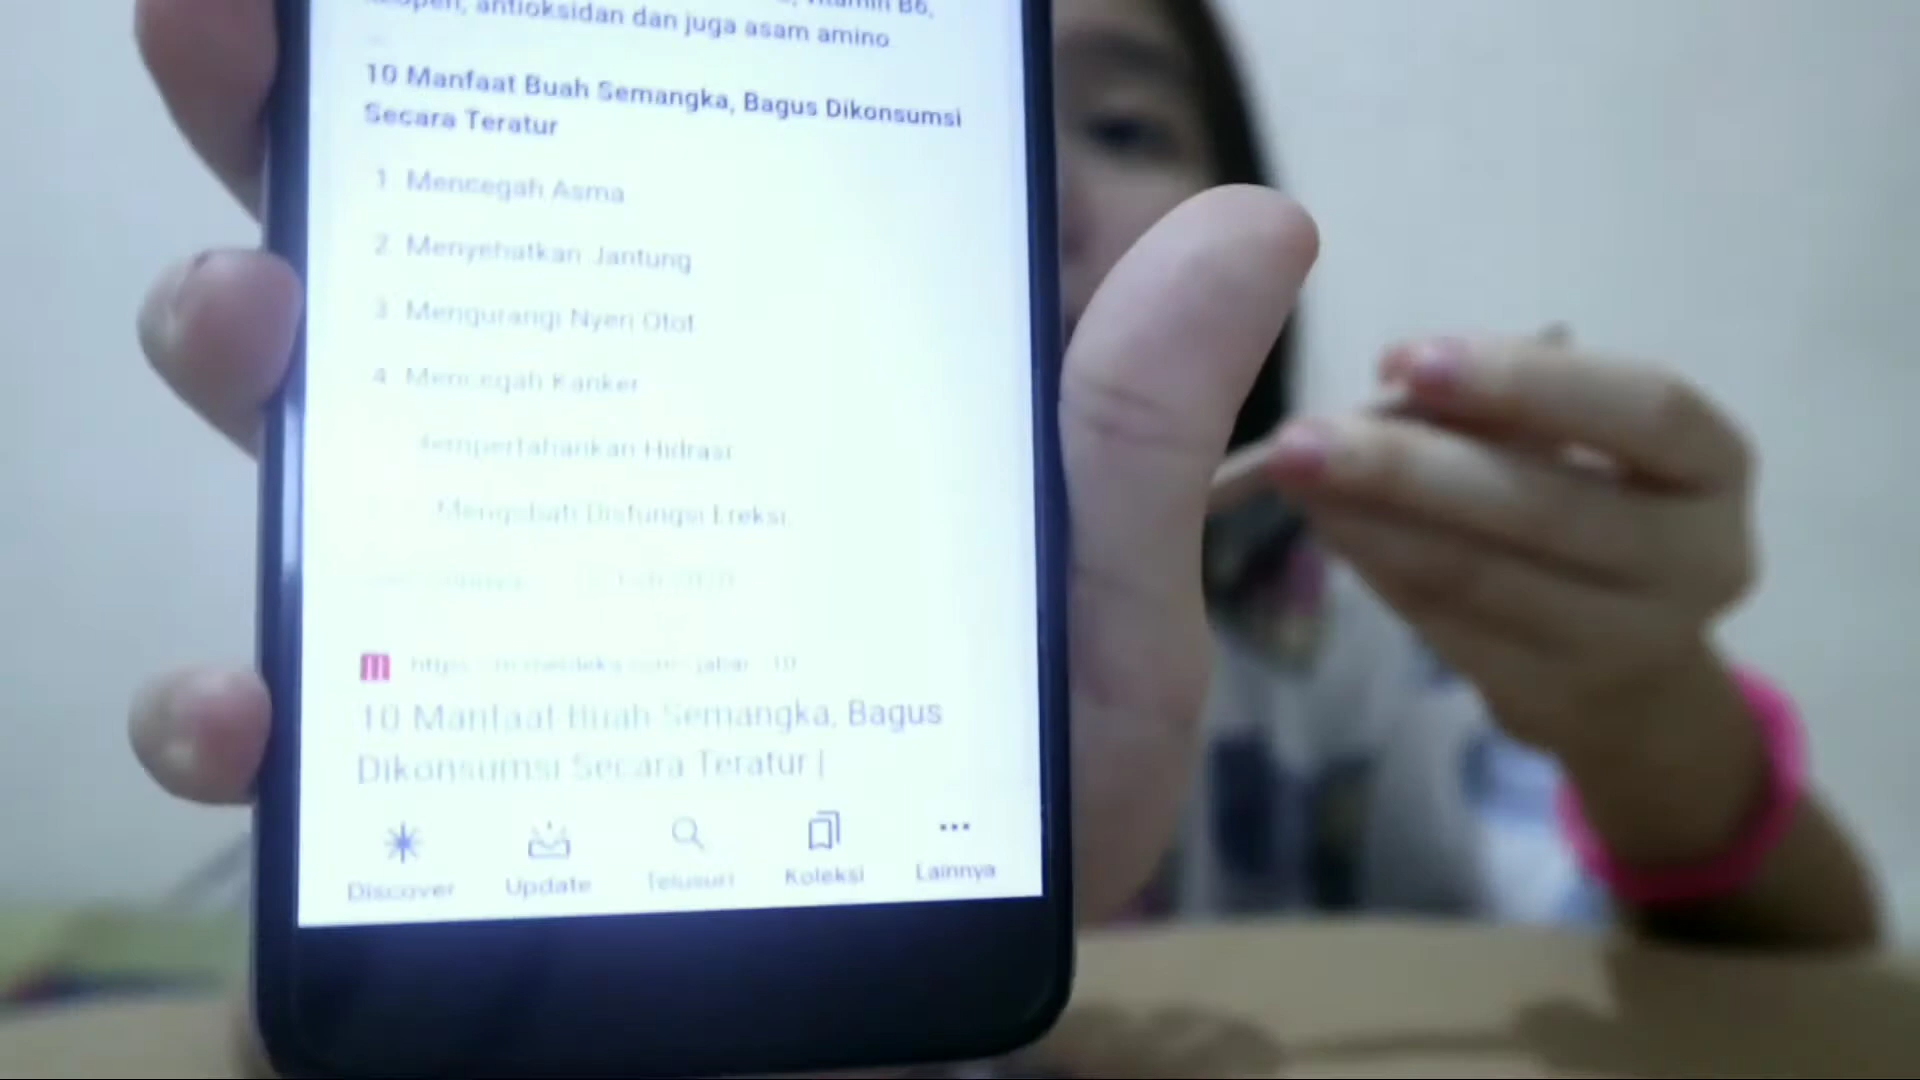 antioksidan dan juga asam amino
10 Manfaat Buah Semangka, Bagus Dikonsumsi
Secara Teratur
1. Mencegah Asma
2. Menyehatkan Jantung
3. Mengurangi Nyeri Otot
4. Mencegah Kanker
Hidrasi
Mengobati Disfungsi Ereksi
10 Manfaat Buah Semangka, Bagus
Dikonsumsi Secara Teratur |
Discover
Update
Telusuri
Koleksi
Lainnya